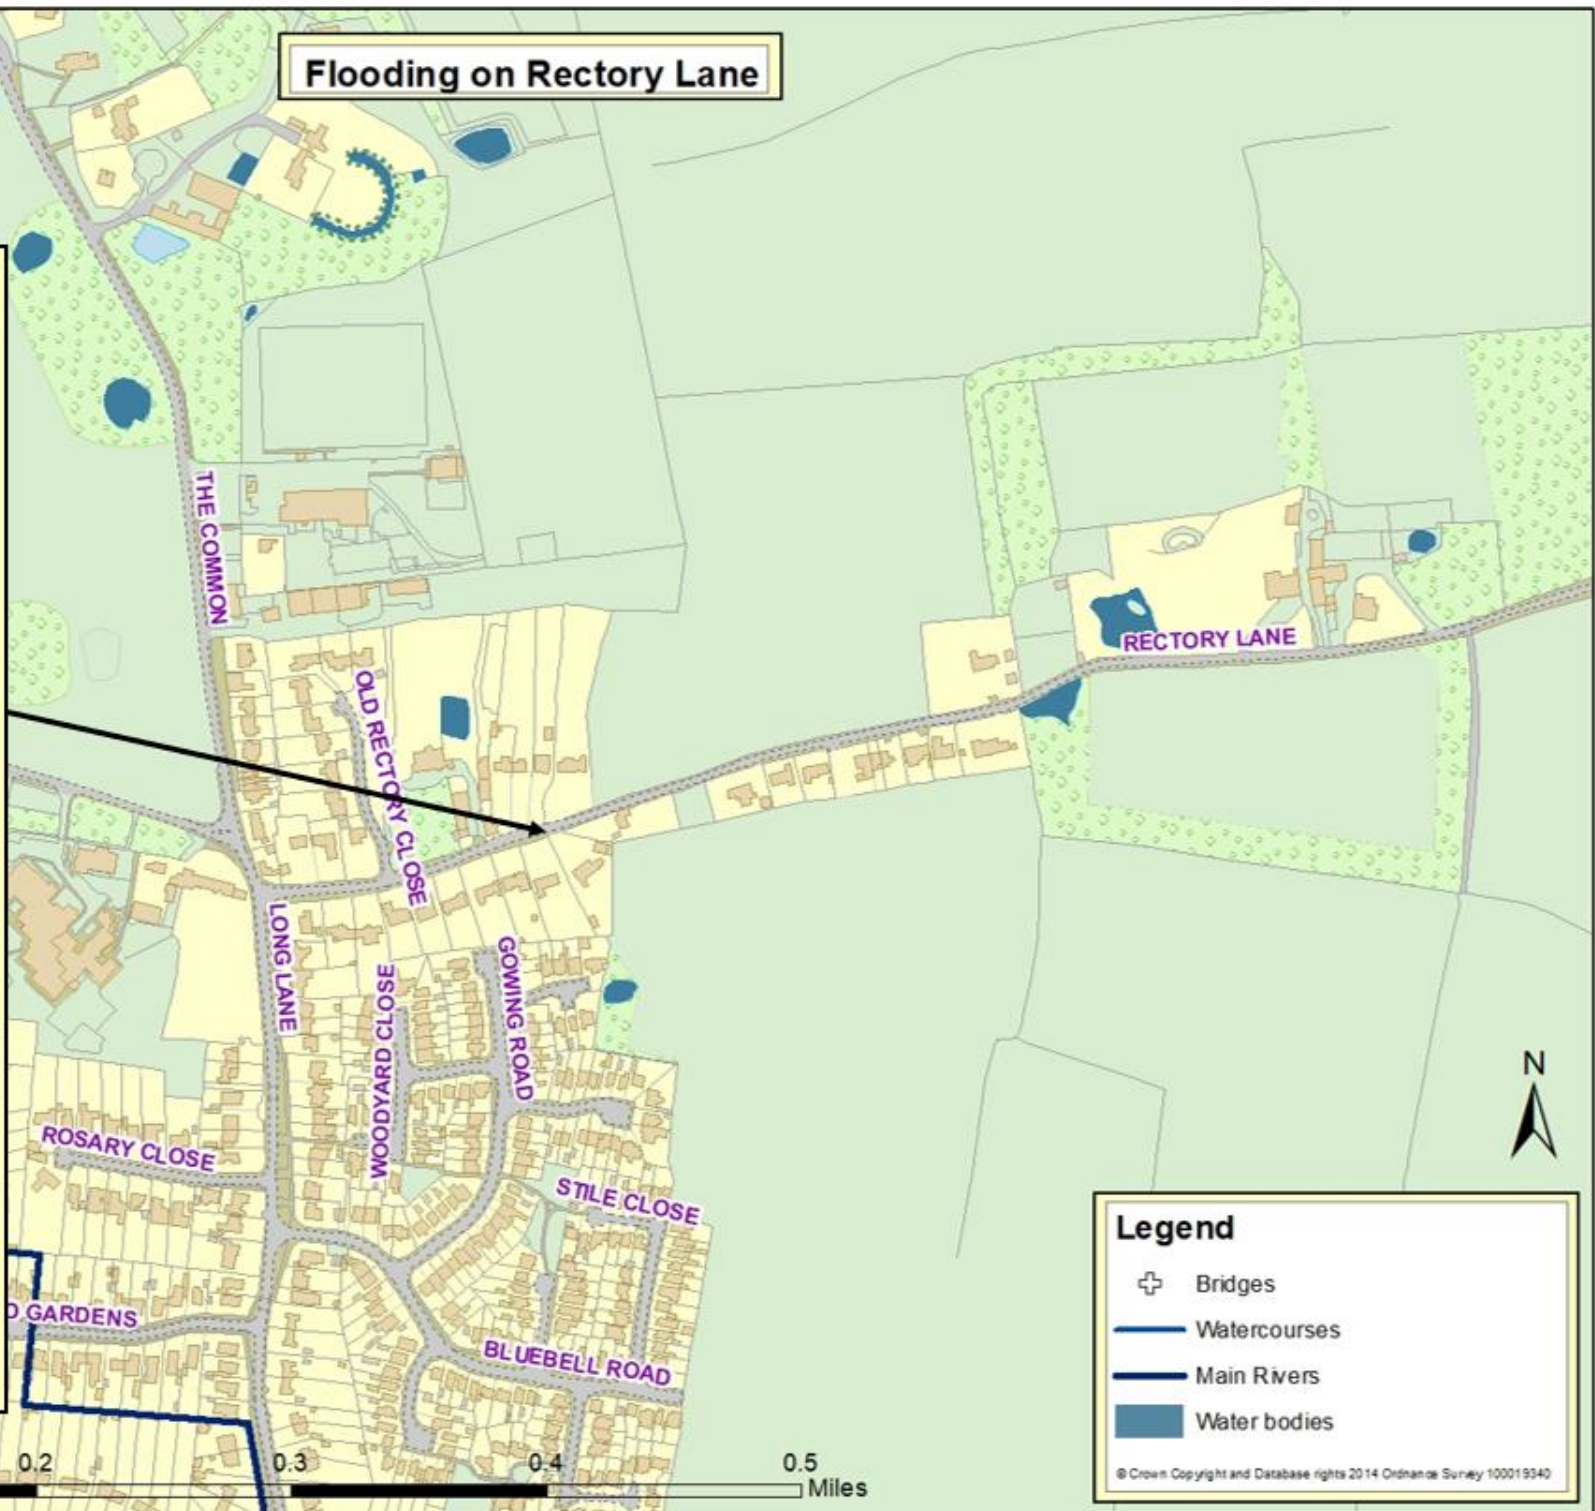 Flooding on Rectory Lane
THE COMMON
OLD RECTORY CLOSE
RECTORY LANE
LONG LANE
WOODYARD CLOSE
GOWING ROAD
ROSARY CLOSE
STILE CLOSE
D GARDENS
BLUEBELL ROAD
N
Legend
Bridges
Watercourses
Main Rivers
Water bodies
© Crown Copyright and Database rights 2014 Ordnance Survey 100019340
0.2 0.3 0.4 0.5
Miles